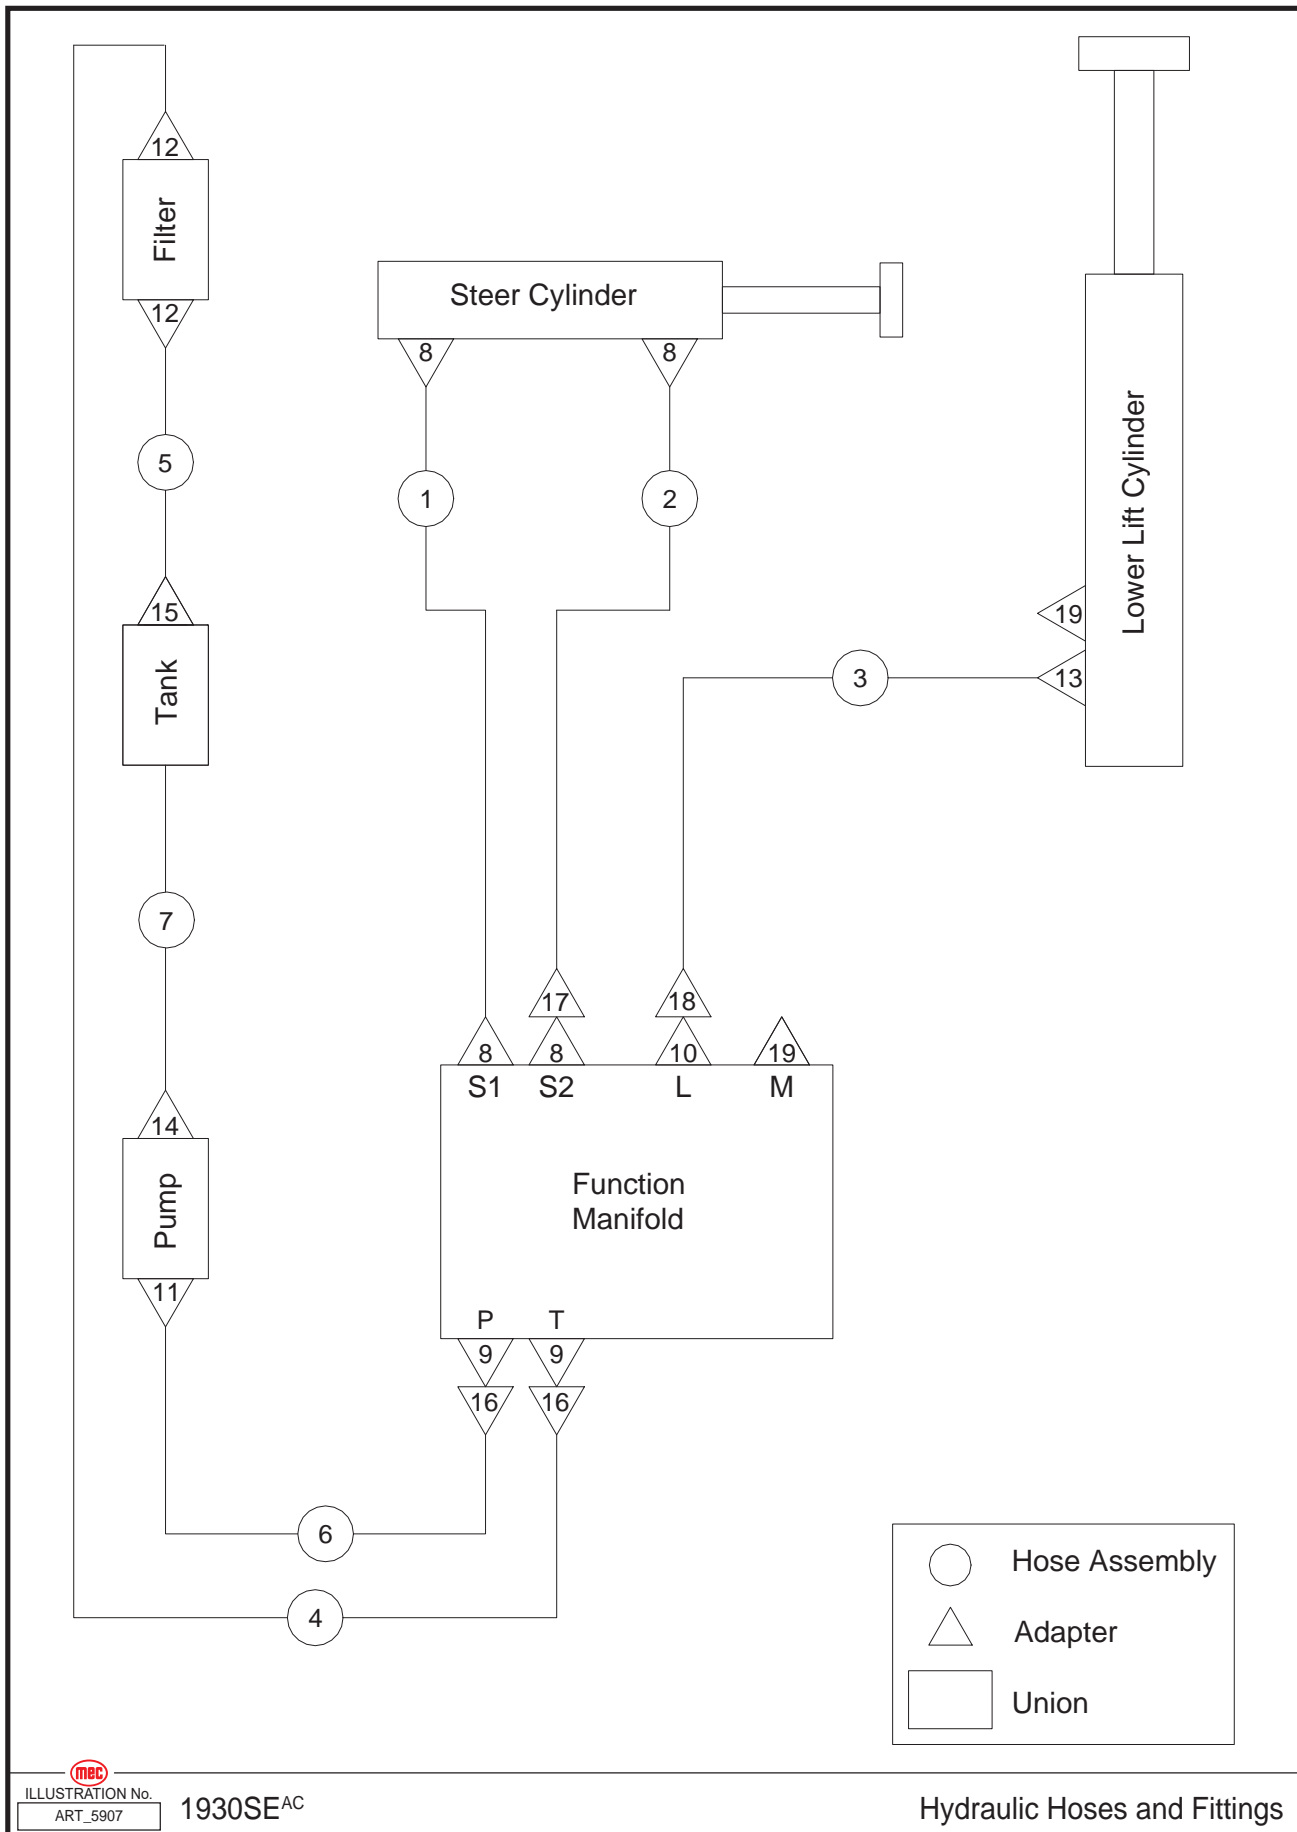 12
Filter
12
Steer Cylinder
8
8
5
1
2
Lower Lift Cylinder
15
19
Tank
3
13
7
17
18
8
8
10
19
S1
S2
L
M
14
Pump
11
Function
Manifold
P
T
9
9
16
16
6
4
Hose Assembly
Adapter
Union
mec
ILLUSTRATION No.
ART_5907
1930SEAC
Hydraulic Hoses and Fittings